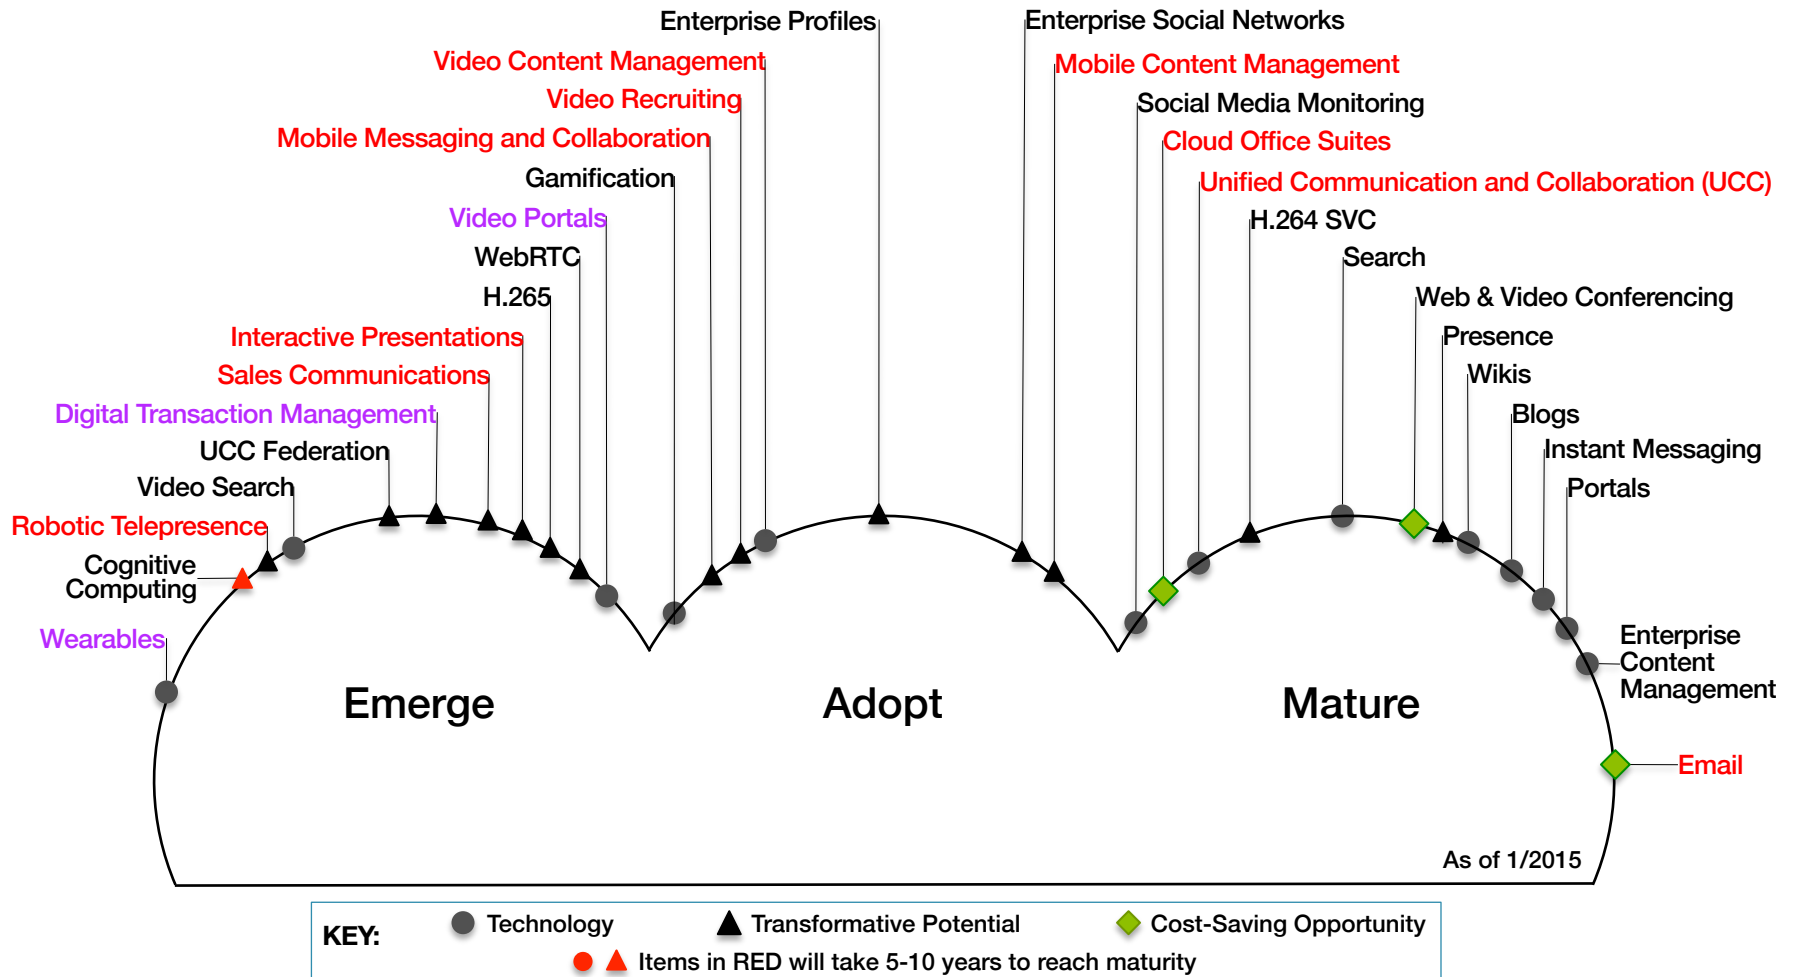 Enterprise Profiles
Enterprise Social Networks
Video Content Management
Mobile Content Management
Video Recruiting
Social Media Monitoring
Mobile Messaging and Collaboration
Cloud Office Suites
Gamification
Unified Communication and Collaboration (UCC)
Video Portals
H.264 SVC
WebRTC
Search
H.265
Web & Video Conferencing
Interactive Presentations
Presence
Sales Communications
Wikis
Digital Transaction Management
Blogs
UCC Federation
Instant Messaging
Video Search
Portals
Robotic Telepresence
Cognitive
Computing
Wearables
Enterprise
Content
Management
Emerge
Adopt
Mature
Email
As of 1/2015
KEY:
Technology
Transformative Potential
Cost-Saving Opportunity
Items in RED will take 5-10 years to reach maturity